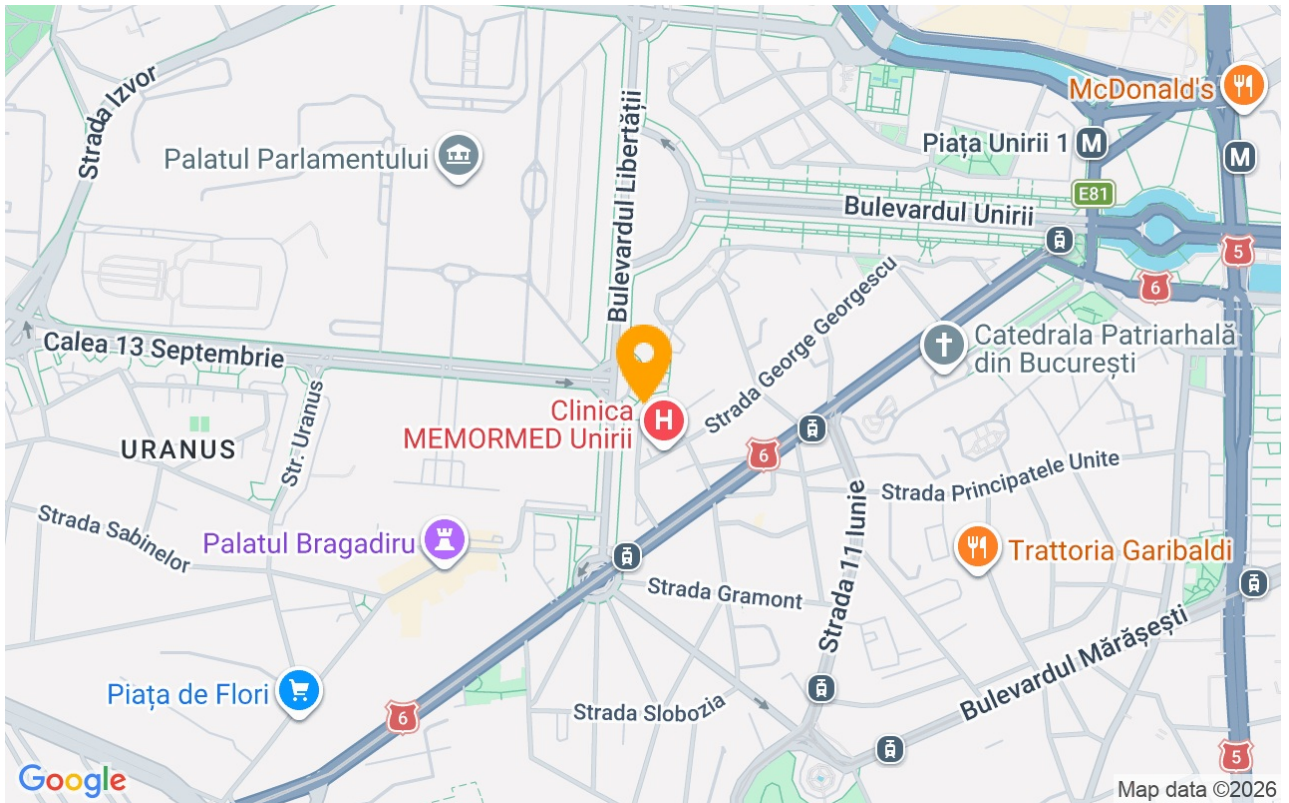 McDonald's
Strada Izvor
Palatul Parlamentului
Bulevardul Libertății
Piața Unirii 1
M
M
E81
Bulevardul Unirii
5
6
Strada George Georgescu
Catedrala Patriarhală
din București
Calea 13 Septembrie
Clinica
MEMORMED Unirii
H
Str. Uranus
URANUS
6
Strada Principatele Unite
Strada Sabinelor
Palatul Bragadiru
Strada 11 Iunie
Trattoria Garibaldi
Strada Gramont
Bulevardul Mărășești
Piața de Flori
6
Strada Slobozia
5
Google
Map data ©2026